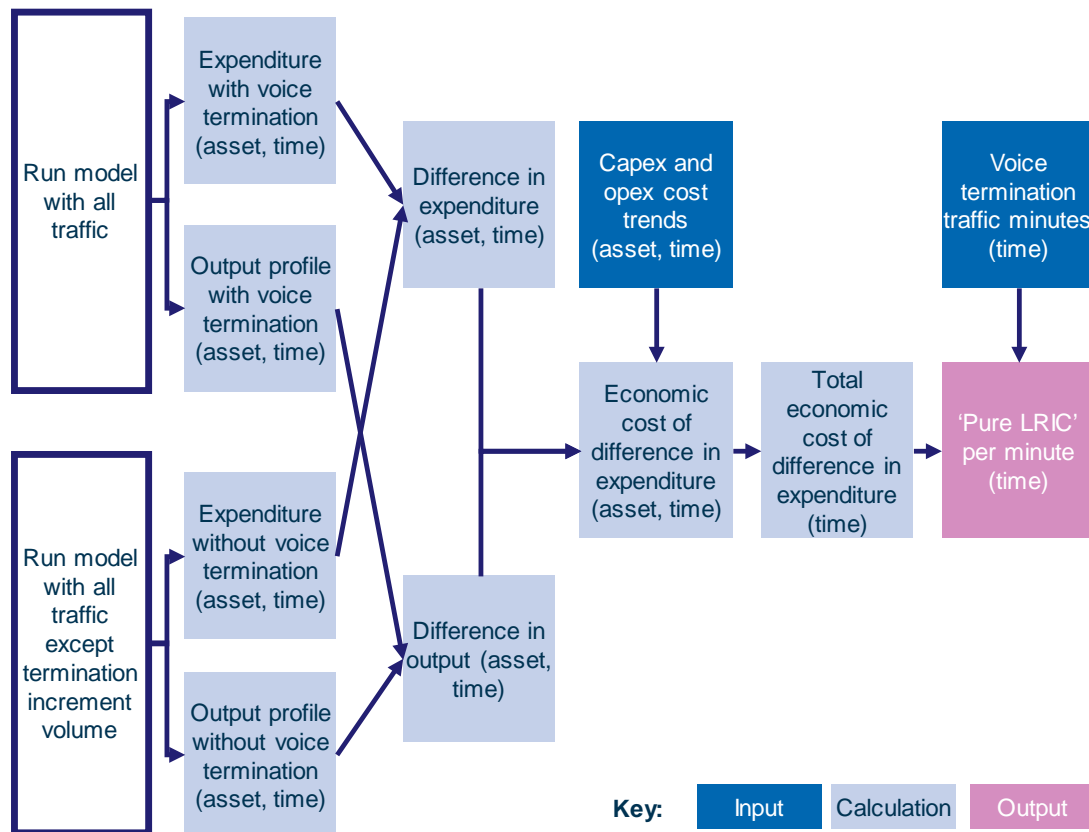 Run model
with all
traffic
Expenditure
with voice
termination
(asset, time)
Output profile
with voice
termination
(asset, time)
Run model
with all
traffic
except
termination
increment
volume
Expenditure
without voice
termination
(asset, time)
Output profile
without voice
termination
(asset, time)
Difference in
expenditure
(asset, time)
Difference in
output (asset,
time)
Capex and
opex cost
trends
(asset, time)
Economic
cost of
difference in
expenditure
(asset, time)
Total
economic
cost of
difference in
expenditure
(time)
Voice
termination
traffic minutes
(time)
‘Pure LRIC’
per minute
(time)
Key:
Input
Calculation
Output